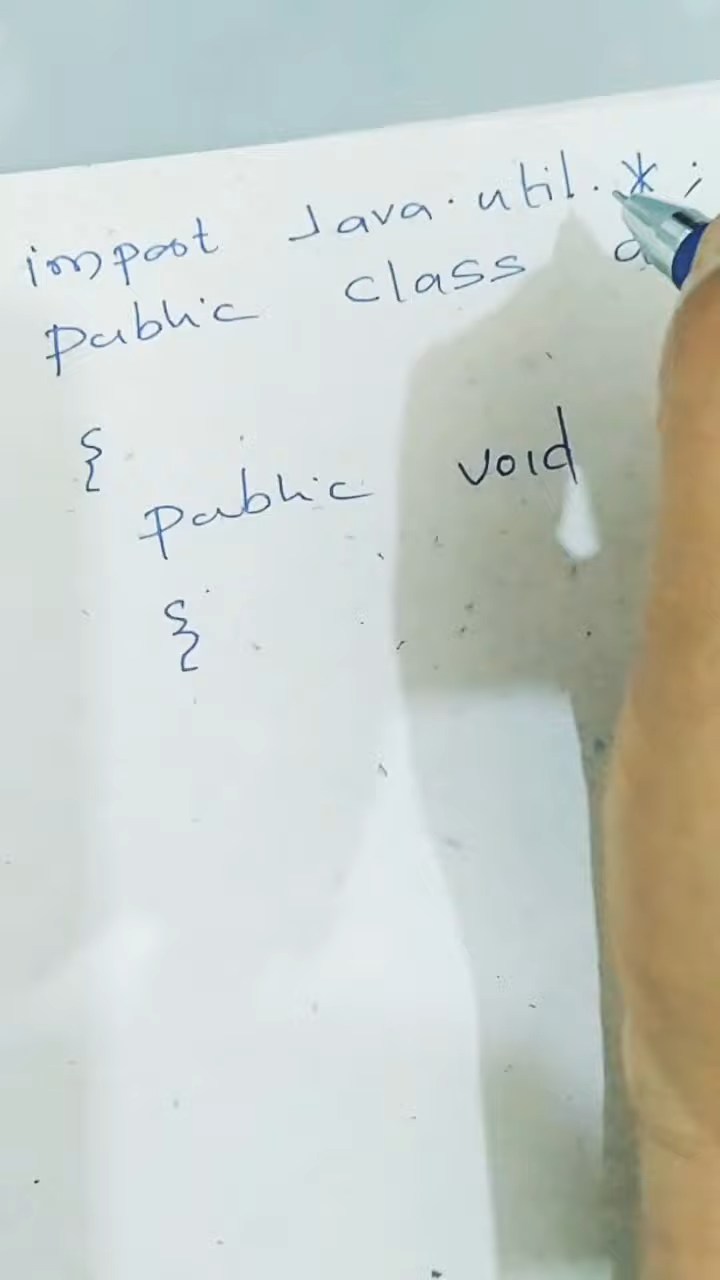 import Java.util.*;
public class
{
public void
{